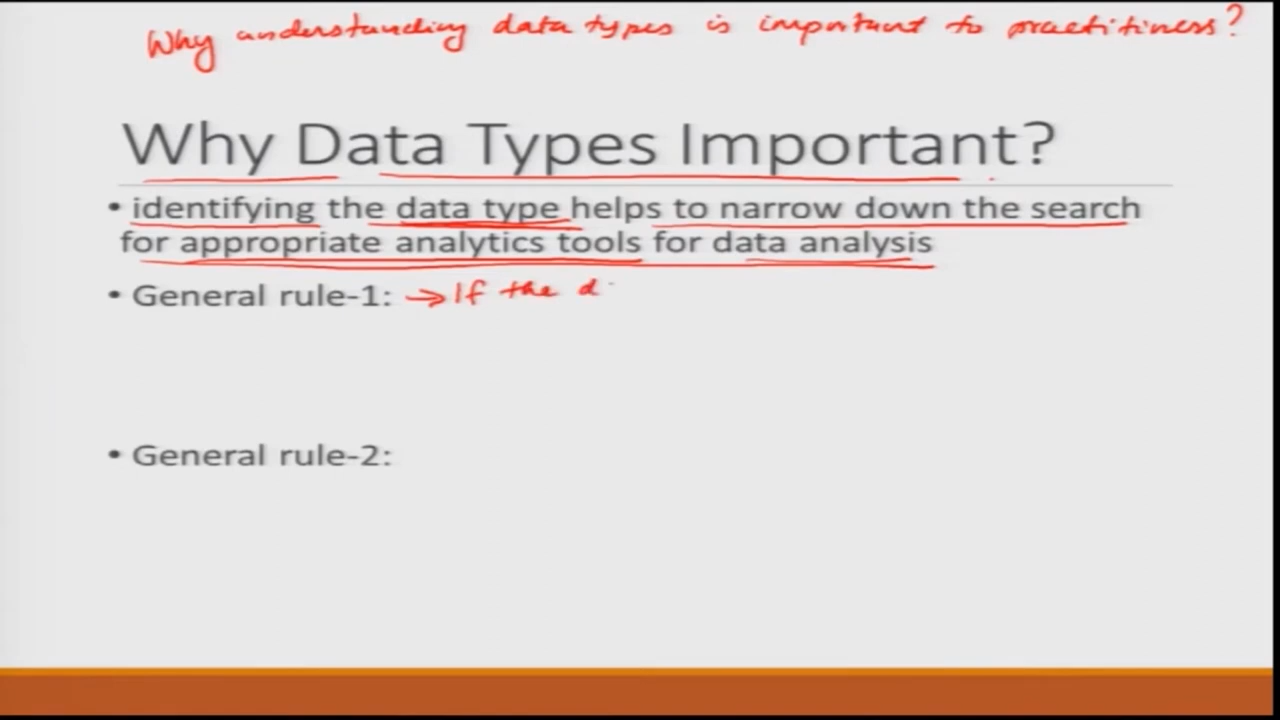 Why understanding data types is important to practitiness?
Why Data Types Important?
• identifying the data type helps to narrow down the search
for appropriate analytics tools for data analysis
• General rule-1: → If the d
• General rule-2: